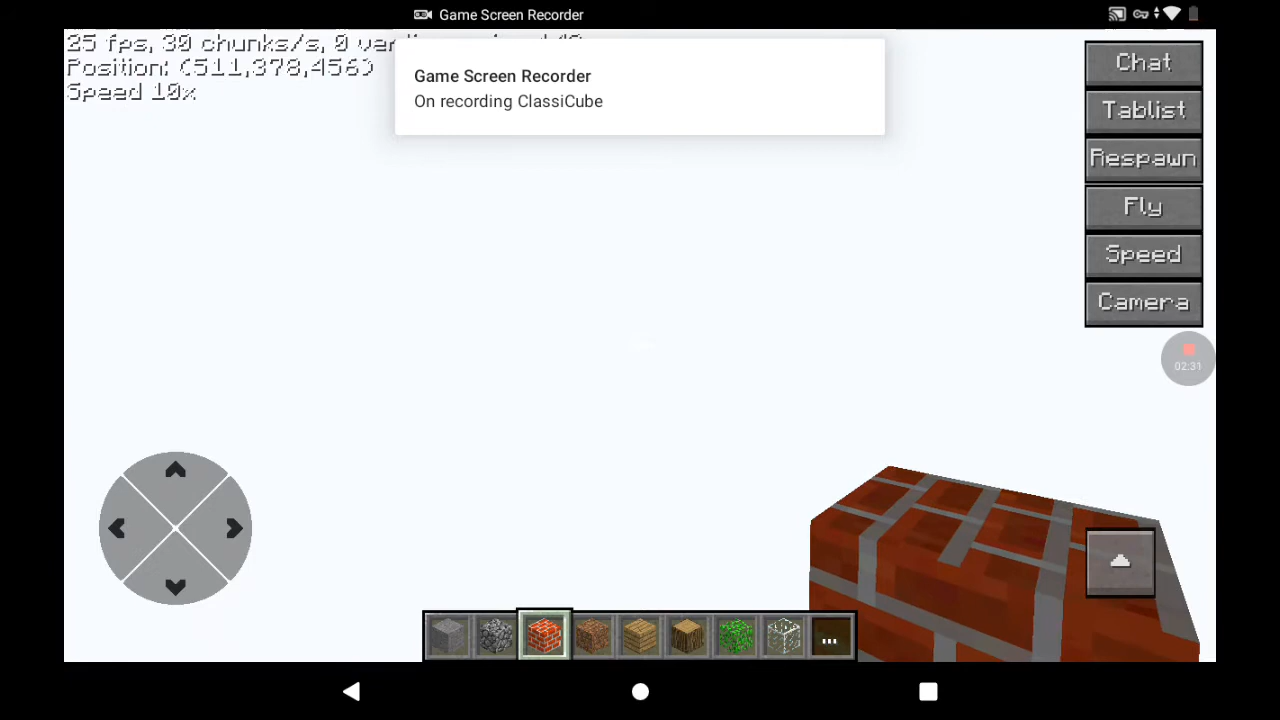 Game Screen Recorder
25 fps, 30 chunks/s, 0
Position: (511,378,456)
Speed 10x
Game Screen Recorder
On recording ClassiCube
Chat
Tablist
Respawn
Fly
Speed
Camera
02:31
...